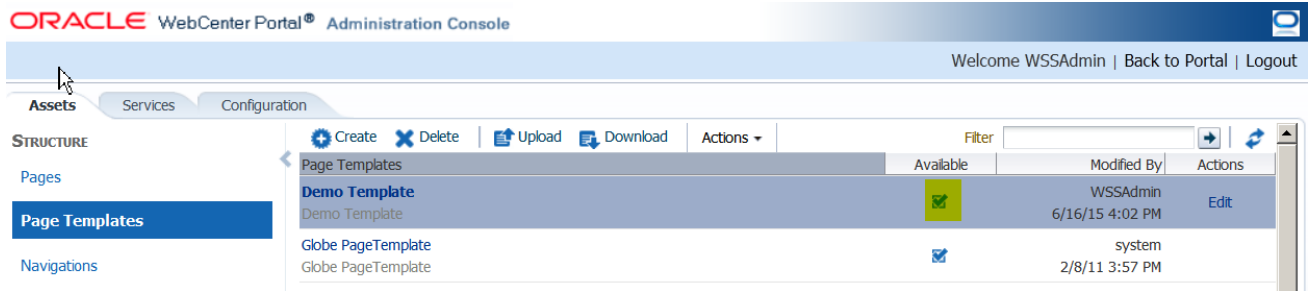 ORACLE WebCenter Portal® Administration Console
Welcome WSSAdmin | Back to Portal | Logout
Assets Services Configuration
STRUCTURE
Pages
Page Templates
Navigations
Create Delete Upload Download Actions Filter
Page Templates Available Modified By Actions
Demo Template WSSAdmin
Demo Template 6/16/15 4:02 PM Edit
Globe PageTemplate system
Globe PageTemplate 2/8/11 3:57 PM